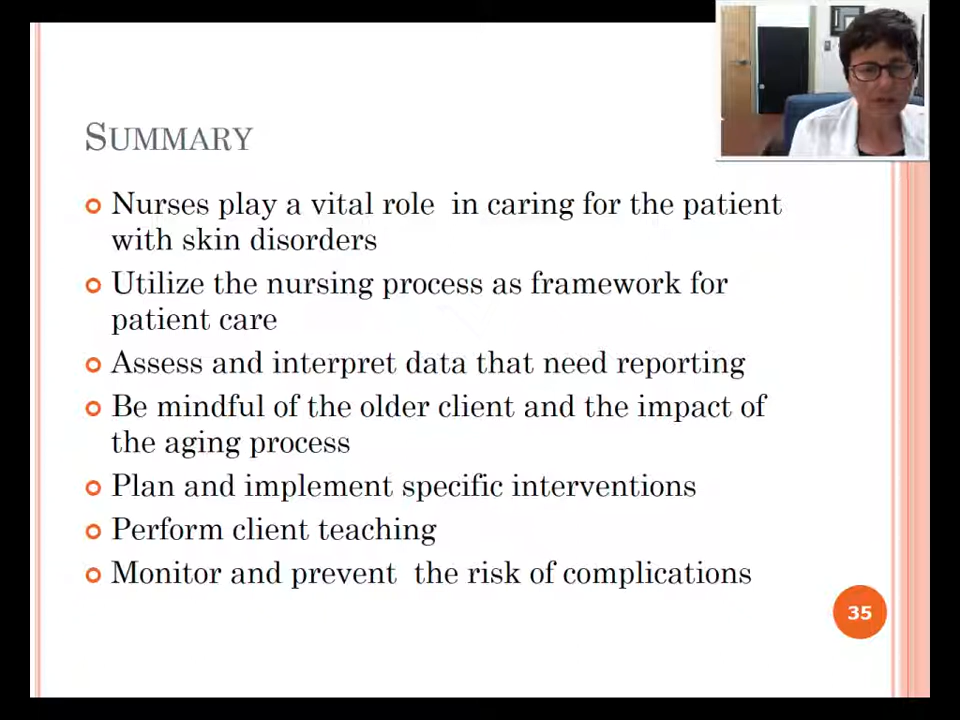 SUMMARY
Nurses play a vital role in caring for the patient
with skin disorders
Utilize the nursing process as framework for
patient care
Assess and interpret data that need reporting
Be mindful of the older client and the impact of
the aging process
Plan and implement specific interventions
Perform client teaching
Monitor and prevent the risk of complications
35